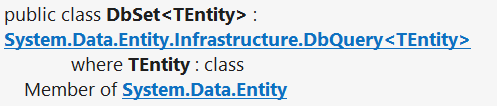 public class DbSet<TEntity> :
System.Data.Entity.Infrastructure.DbQuery<TEntity>
where TEntity : class
Member of System.Data.Entity